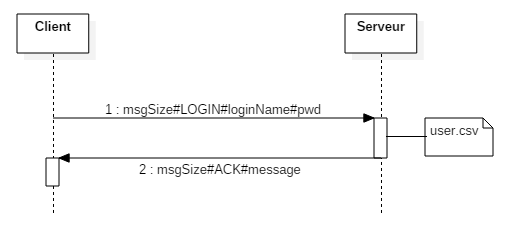 Client
Serveur
1 : msgSize#LOGIN#loginName#pwd
user.csv
2 : msgSize#ACK#message